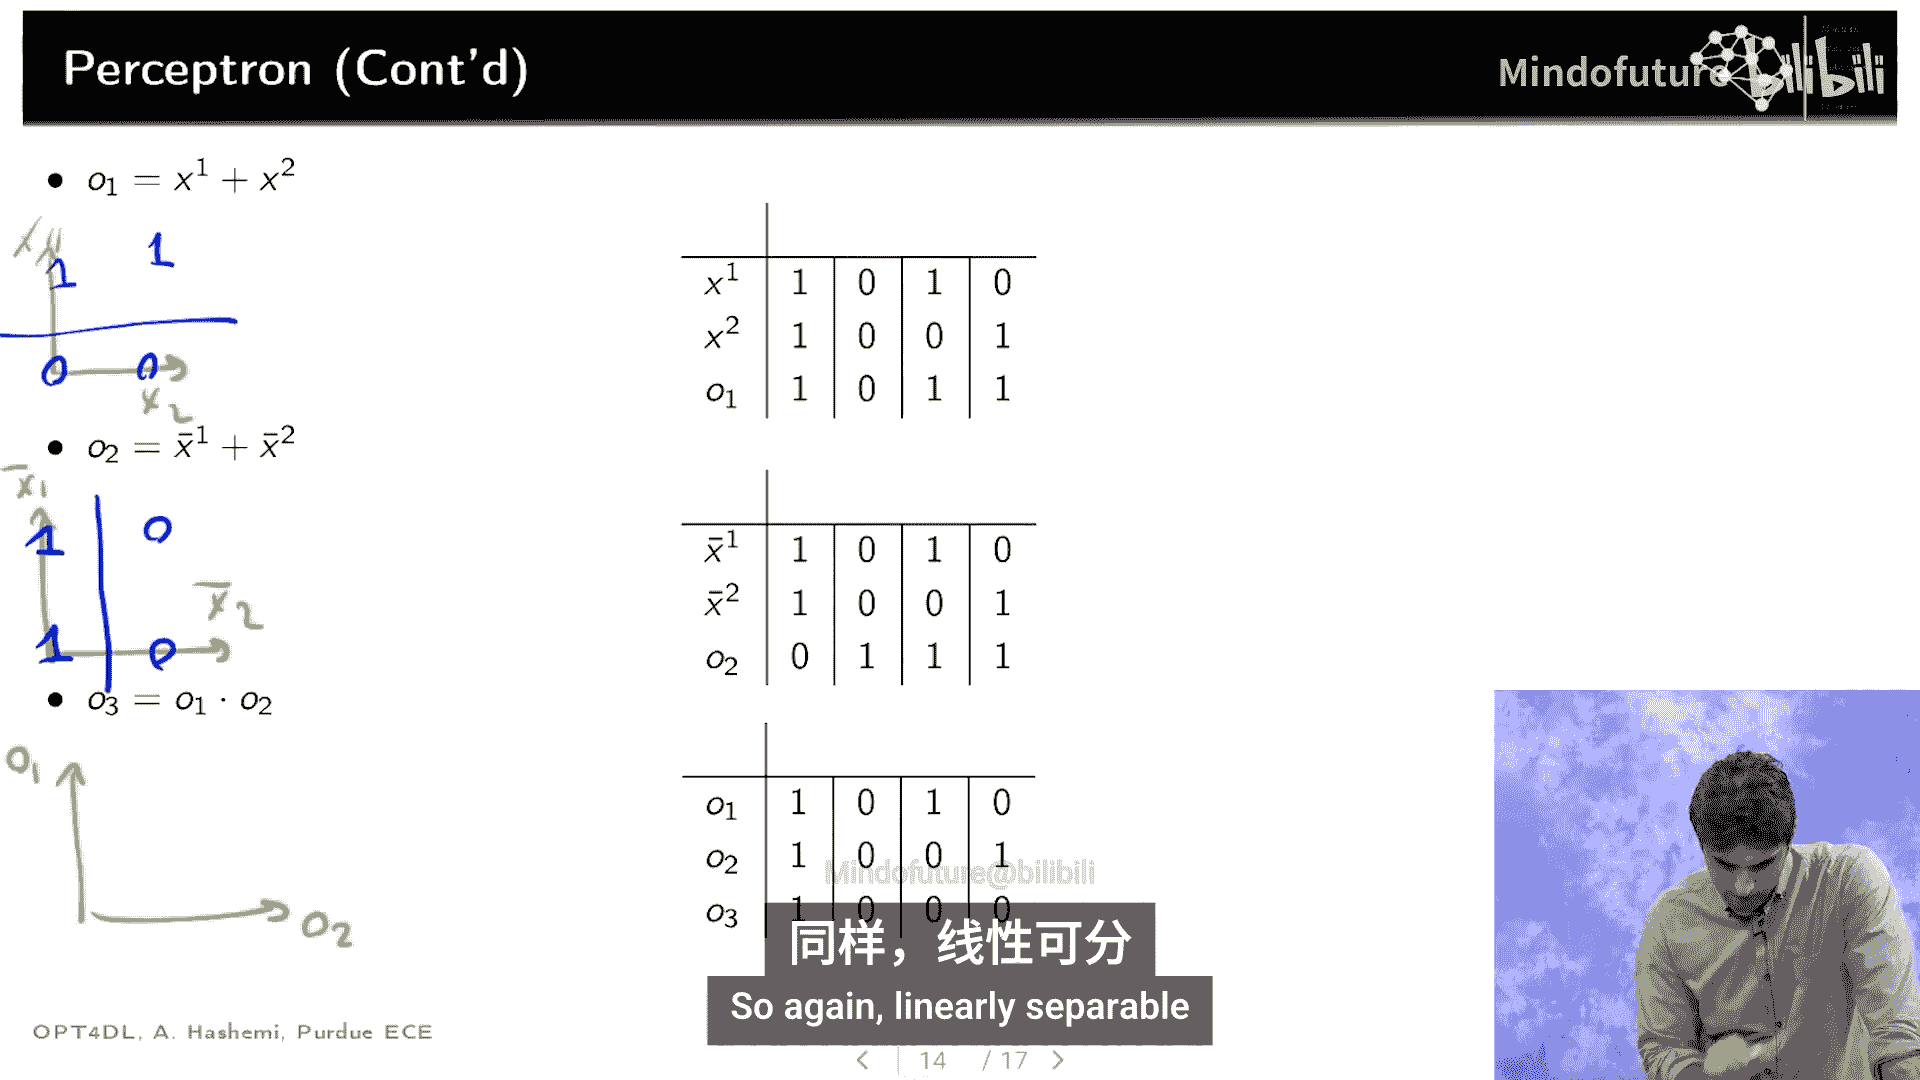 Perceptron (Cont'd)
Mindofuture bilibili
• o₁ = x¹ + x²
1 1
0 0
x₂
x¹ 1 0 1 0
x² 1 0 0 1
o₁ 1 0 1 1
• o₂ = x̄¹ + x̄²
x̄₁
1 0
x̄₂
1 0
x̄¹ 1 0 1 0
x̄² 1 0 0 1
o₂ 0 1 1 1
• o₃ = o₁ · o₂
o₁
o₂
o₁ 1 0 1 0
o₂ 1 0 0 1
o₃ 1 0 0 0
Mindofuture@bilibili
同样，线性可分
So again, linearly separable
OPT4DL, A. Hashemi, Purdue ECE
14 / 17